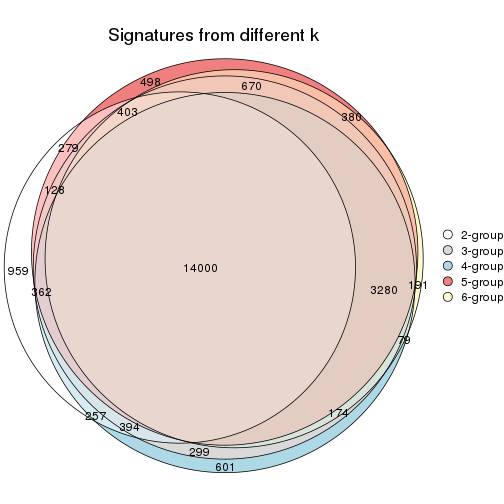 Signatures from different k
498
670
403
380
279
128
959
14000
362
3280
191
79
257
394
174
299
601
2-group
3-group
4-group
5-group
6-group